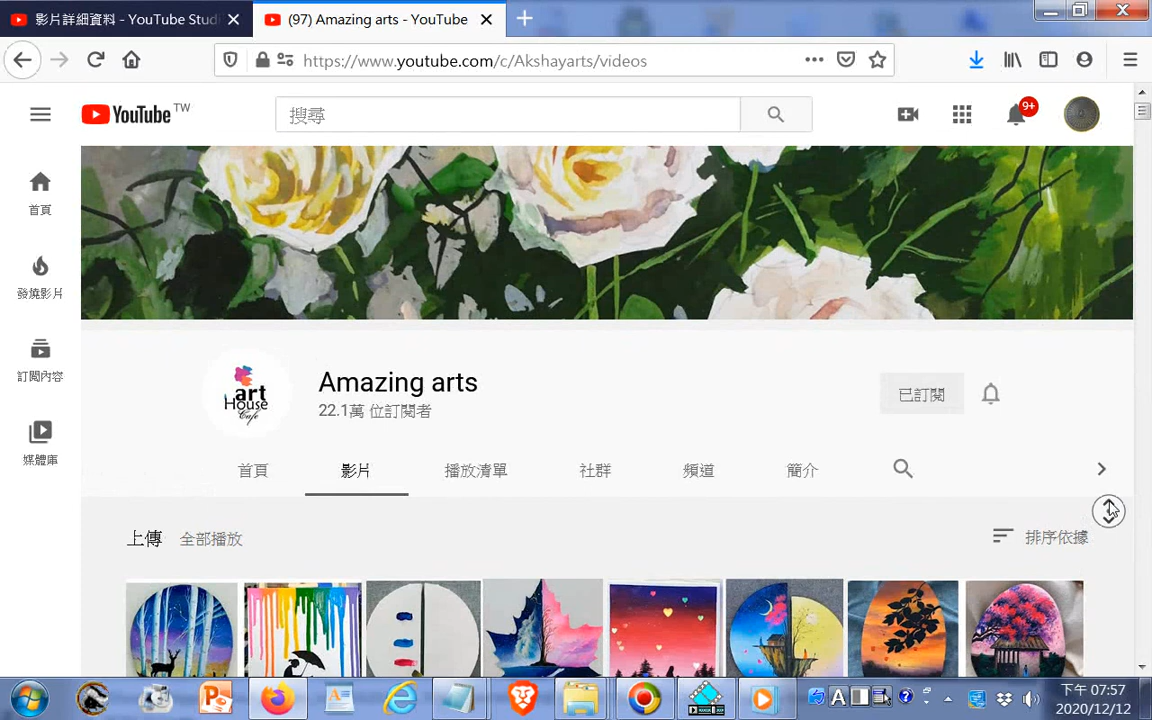 影片詳細資料 - YouTube Studi
(97) Amazing arts - YouTube
https://www.youtube.com/c/Akshayarts/videos
YouTube TW
搜尋
9+
首頁
發燒影片
訂閱內容
媒體庫
art House Cafe
Amazing arts
22.1萬 位訂閱者
已訂閱
首頁 影片 播放清單 社群 頻道 簡介
上傳 全部播放
排序依據
下午 07:57
2020/12/12